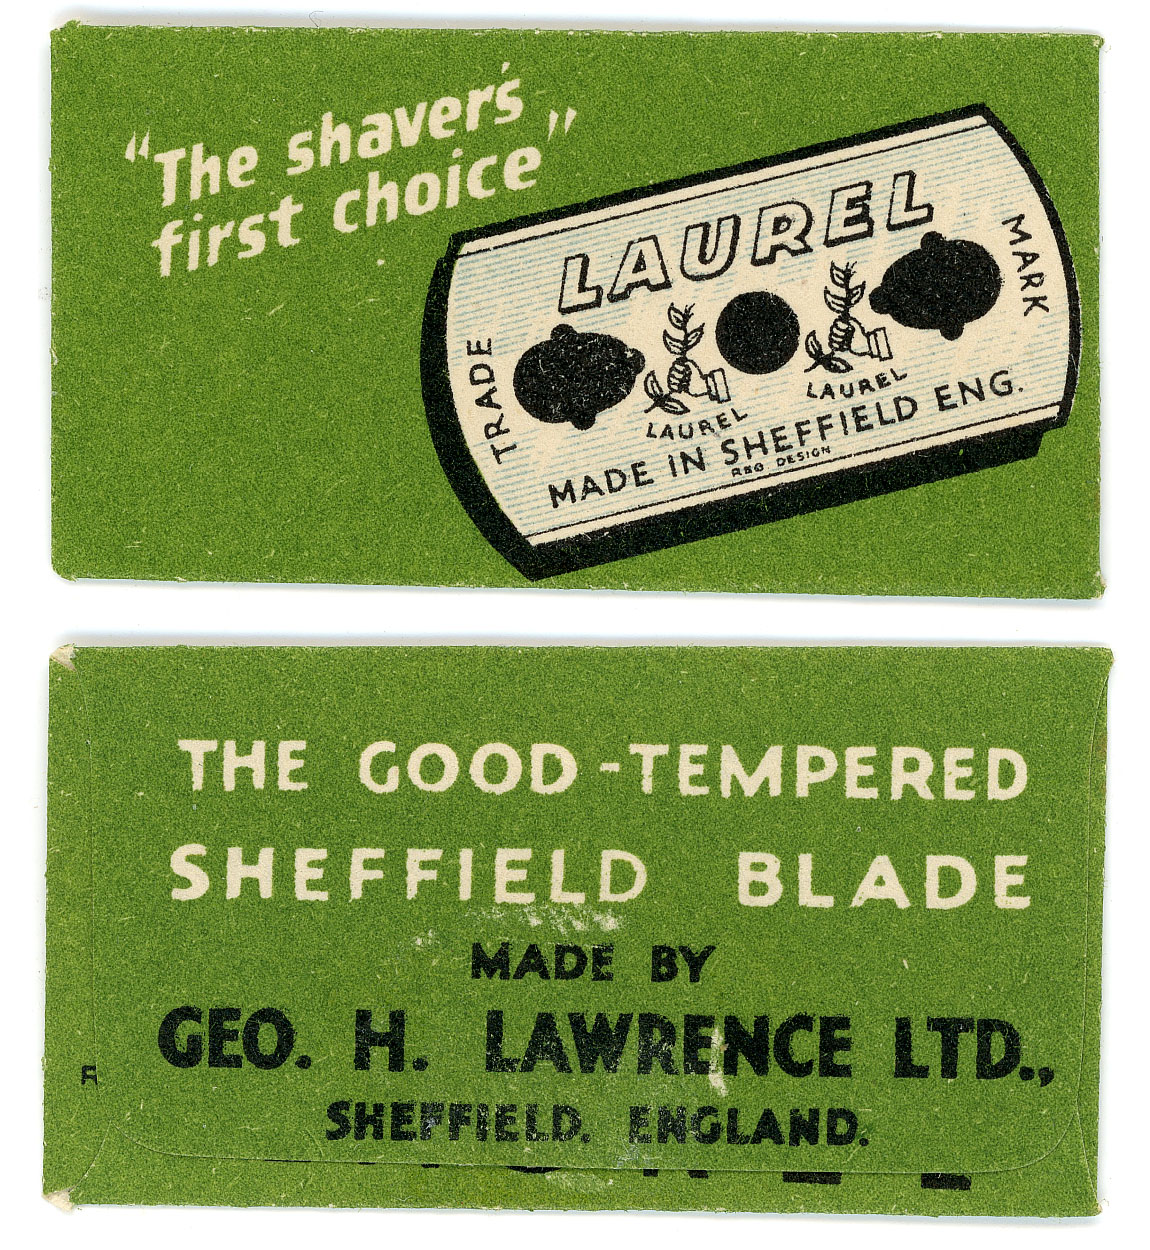 "The shaver's
first choice"
LAUREL
TRADE
MARK
LAUREL
LAUREL
MADE IN SHEFFIELD ENG.
DESIGN
THE GOOD-TEMPERED
SHEFFIELD BLADE
MADE BY
GEO. H. LAWRENCE LTD.,
SHEFFIELD, ENGLAND.